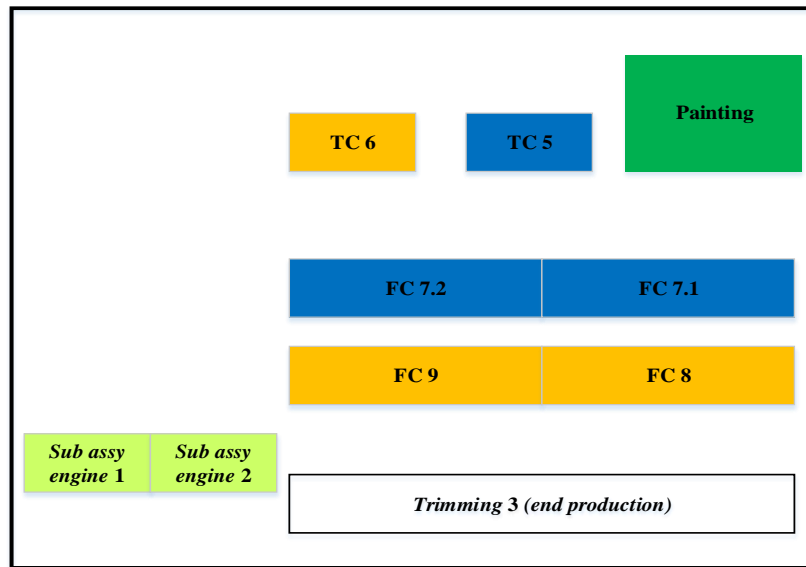 Painting
TC 6
TC 5
FC 7.2
FC 7.1
FC 9
FC 8
Sub assy
engine 1
Sub assy
engine 2
Trimming 3 (end production)